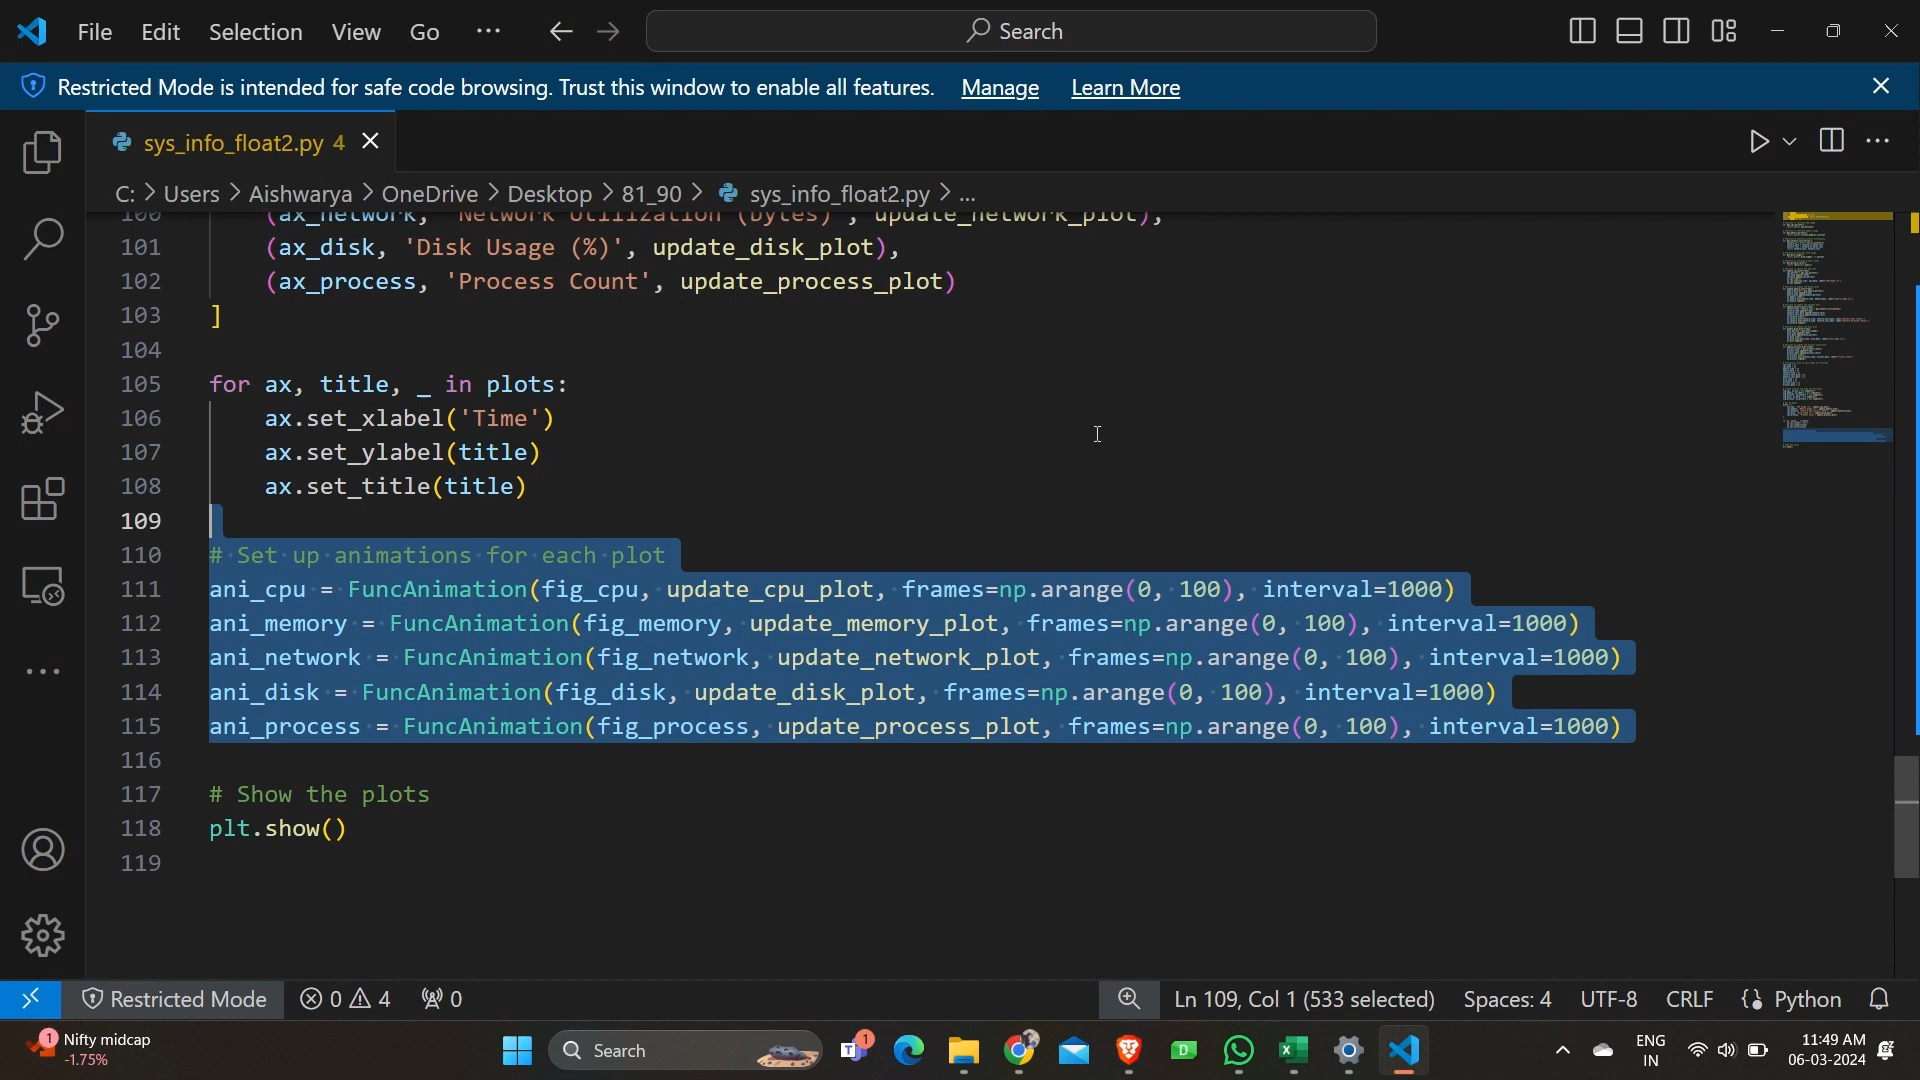 File Edit Selection View Go ··· Search
Restricted Mode is intended for safe code browsing. Trust this window to enable all features. Manage Learn More
sys_info_float2.py 4
C: > Users > Aishwarya > OneDrive > Desktop > 81_90 > sys_info_float2.py > ...
100 (ax_network, 'Network Utilization (bytes)', update_network_plot),
101 (ax_disk, 'Disk Usage (%)', update_disk_plot),
102 (ax_process, 'Process Count', update_process_plot)
103 ]
104
105 for ax, title, _ in plots:
106 ax.set_xlabel('Time')
107 ax.set_ylabel(title)
108 ax.set_title(title)
109
110 # Set up animations for each plot
111 ani_cpu = FuncAnimation(fig_cpu, update_cpu_plot, frames=np.arange(0, 100), interval=1000)
112 ani_memory = FuncAnimation(fig_memory, update_memory_plot, frames=np.arange(0, 100), interval=1000)
113 ani_network = FuncAnimation(fig_network, update_network_plot, frames=np.arange(0, 100), interval=1000)
114 ani_disk = FuncAnimation(fig_disk, update_disk_plot, frames=np.arange(0, 100), interval=1000)
115 ani_process = FuncAnimation(fig_process, update_process_plot, frames=np.arange(0, 100), interval=1000)
116
117 # Show the plots
118 plt.show()
119
Restricted Mode 0 4 0 Ln 109, Col 1 (533 selected) Spaces: 4 UTF-8 CRLF Python
1 Nifty midcap Search 1 ENG 11:49 AM
-1.75% IN 06-03-2024